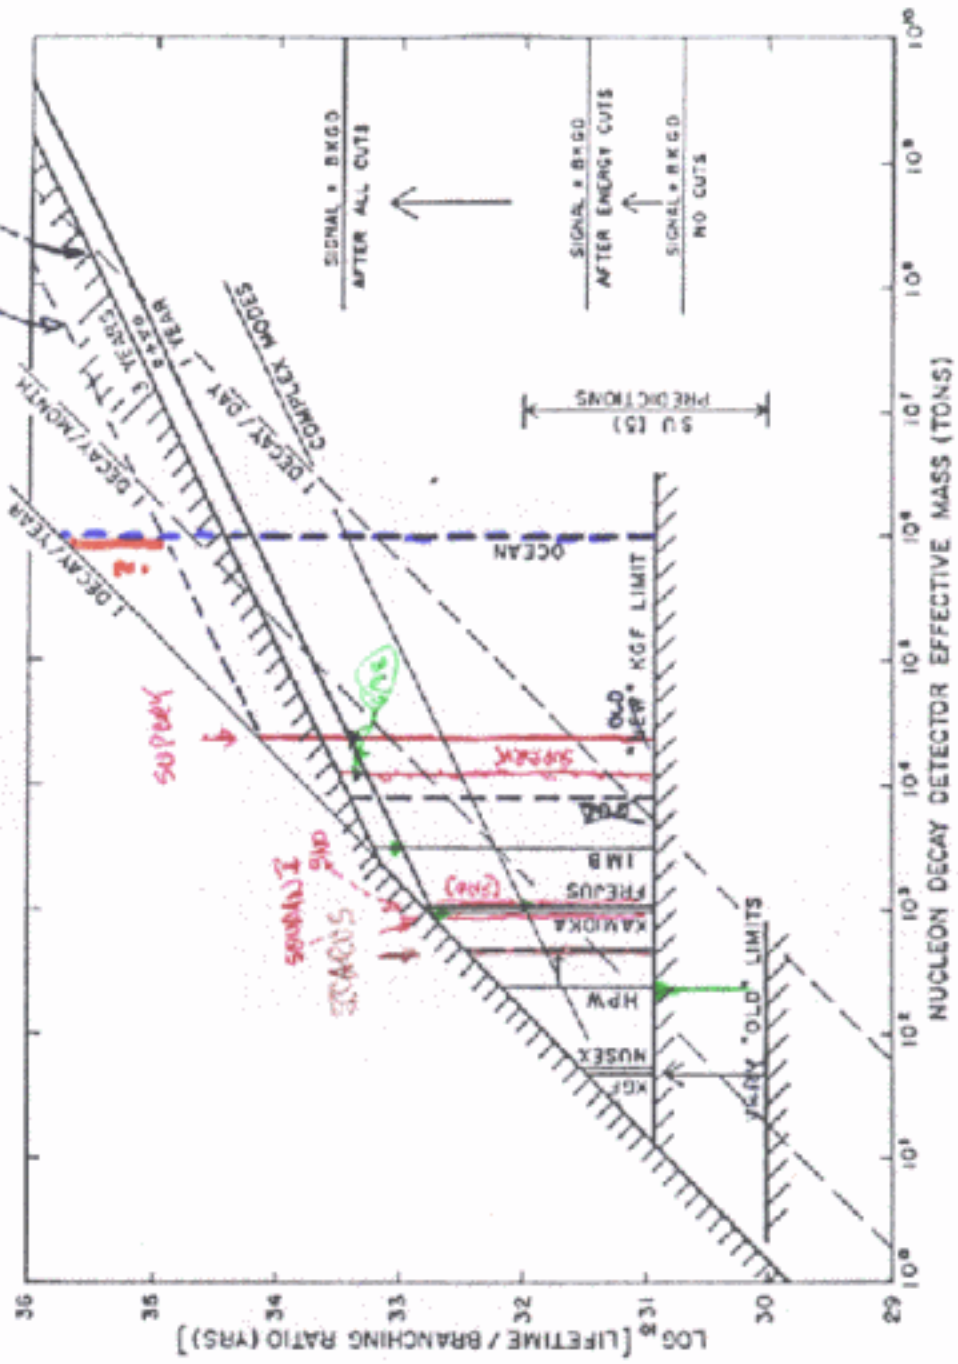 36
35
34
33
32
31
30
29
LOG [LIFETIME / BRANCHING RATIO (YRS)]
10⁰
10¹
10²
10³
10⁴
10⁵
10⁶
10⁷
10⁸
10⁹
10¹⁰
NUCLEON DECAY DETECTOR EFFECTIVE MASS (TONS)
1 DECAY/YEAR
1 DECAY/MONTH
3 YEARS
1 YEAR
1 DECAY / DAY
COMPLEX MODES
SIGNAL = BKGD
AFTER ALL CUTS
SIGNAL = BKGD
AFTER ENERGY CUTS
SIGNAL = BKGD
NO CUTS
SU (5)
PREDICTIONS
OCEAN
OLD
"NEW" KGF LIMIT
VERY "OLD" LIMITS
KGF
NUSEX
HPW
KAMIOKA
FREJUS
IMB
SUPERK
SUPERK
SOUDAN 2
ICARUS
?